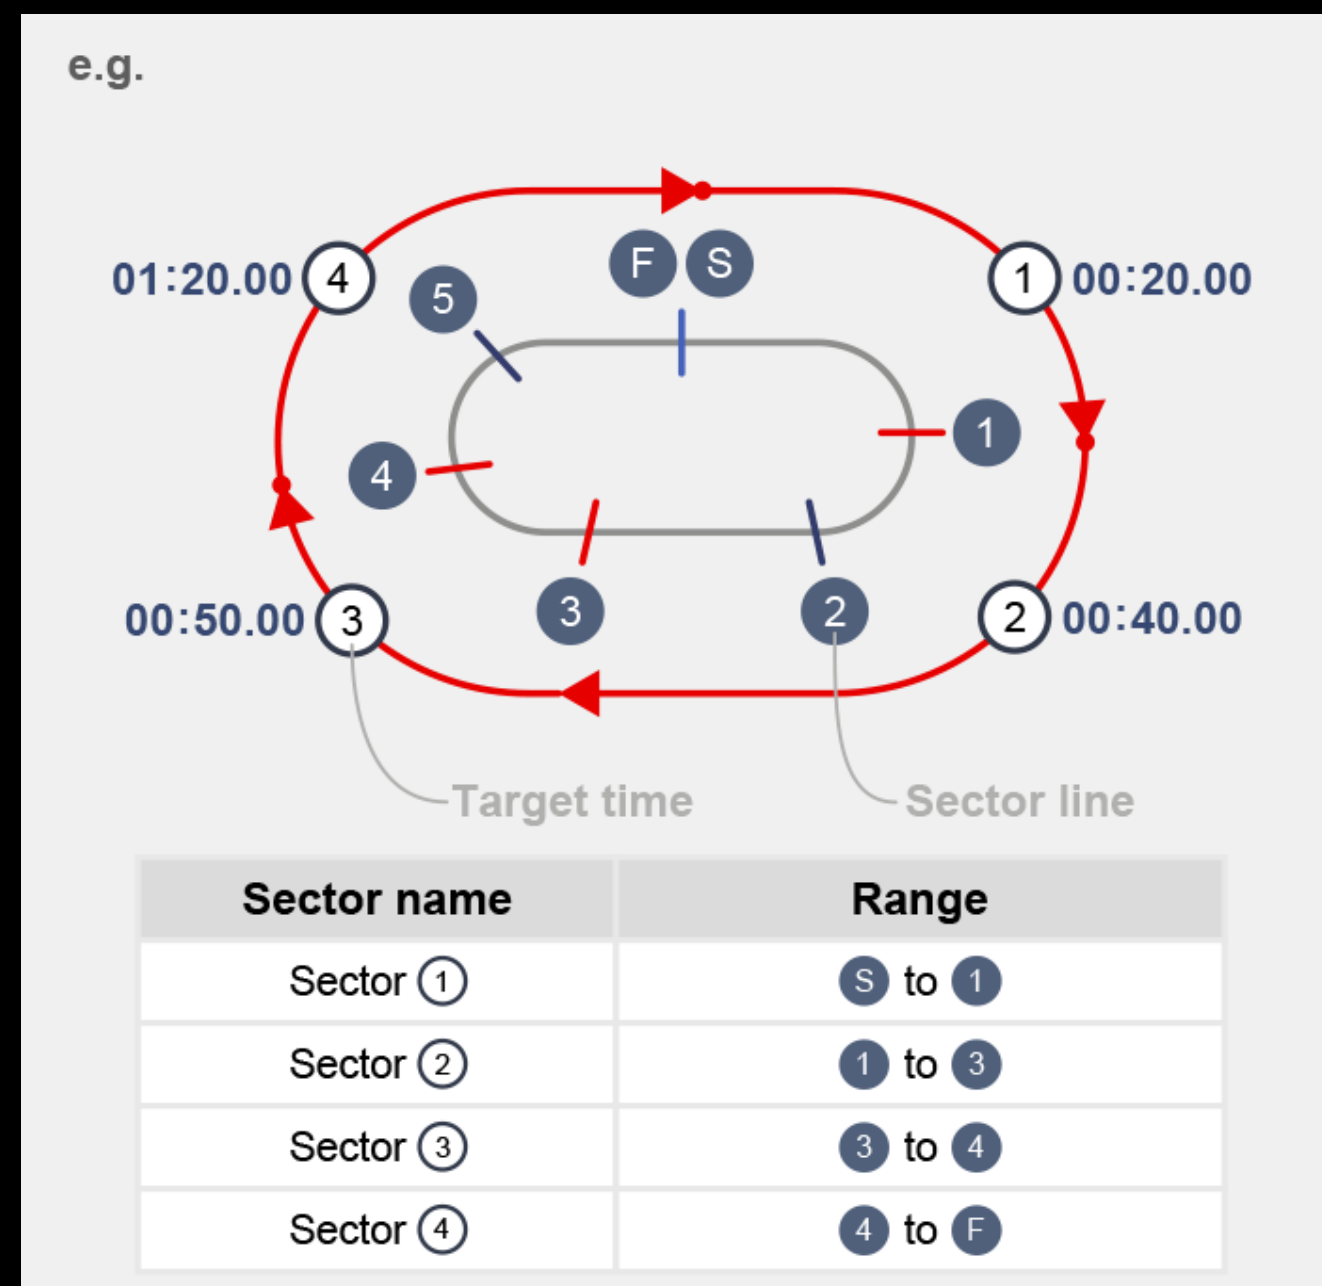 e.g.
01:20.00 4
5
F S
1 00:20.00
4
1
00:50.00 3
3
2
2 00:40.00
Target time
Sector line
Sector name Range
Sector 1 S to 1
Sector 2 1 to 3
Sector 3 3 to 4
Sector 4 4 to F